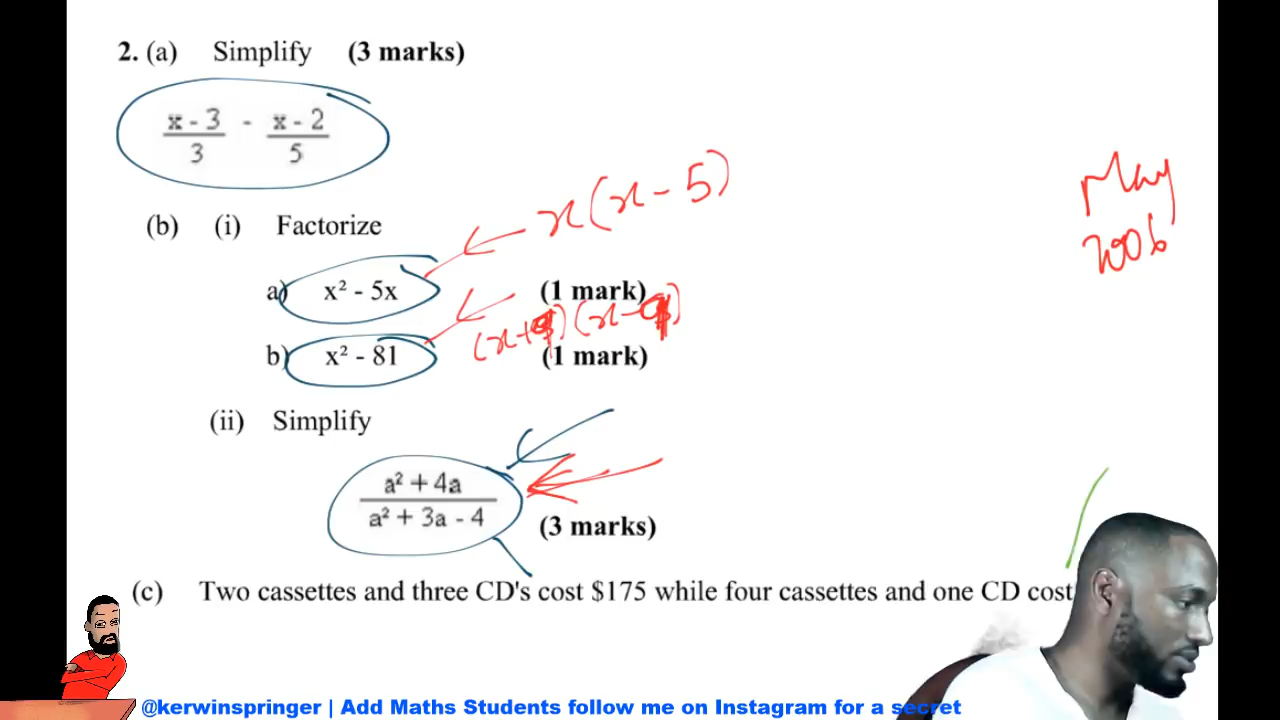 2. (a) Simplify (3 marks)
x - 3 - x - 2
3 5
x(x - 5)
May
2006
(b) (i) Factorize
a) x² - 5x (1 mark)
(x+9)(x-9)
b) x² - 81 (1 mark)
(ii) Simplify
a² + 4a
a² + 3a - 4
(3 marks)
(c) Two cassettes and three CD's cost $175 while four cassettes and one CD cost
@kerwinspringer | Add Maths Students follow me on Instagram for a secret